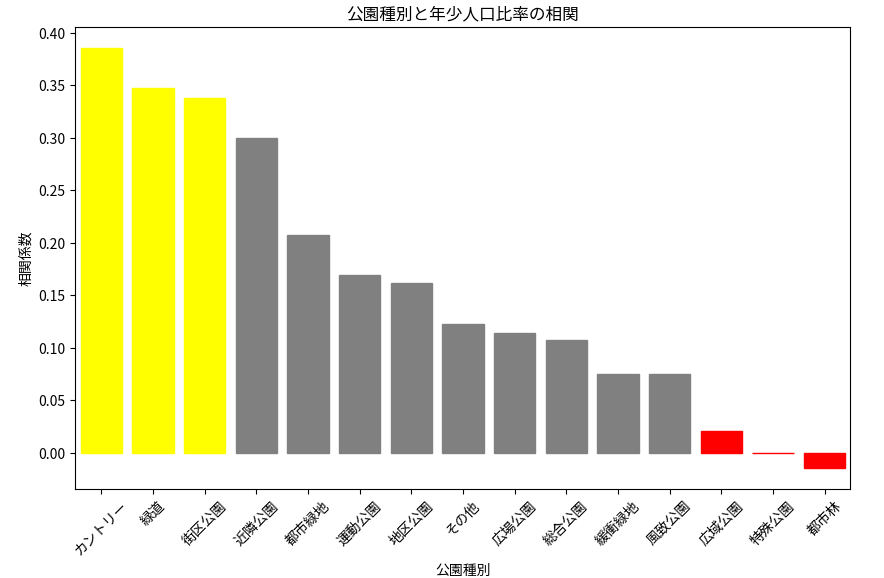 公園種別と年少人口比率の相関
相関係数
0.40
0.35
0.30
0.25
0.20
0.15
0.10
0.05
0.00
カントリー
緑道
街区公園
近隣公園
都市緑地
運動公園
地区公園
その他
広場公園
総合公園
緩衝緑地
風致公園
広域公園
特殊公園
都市林
公園種別